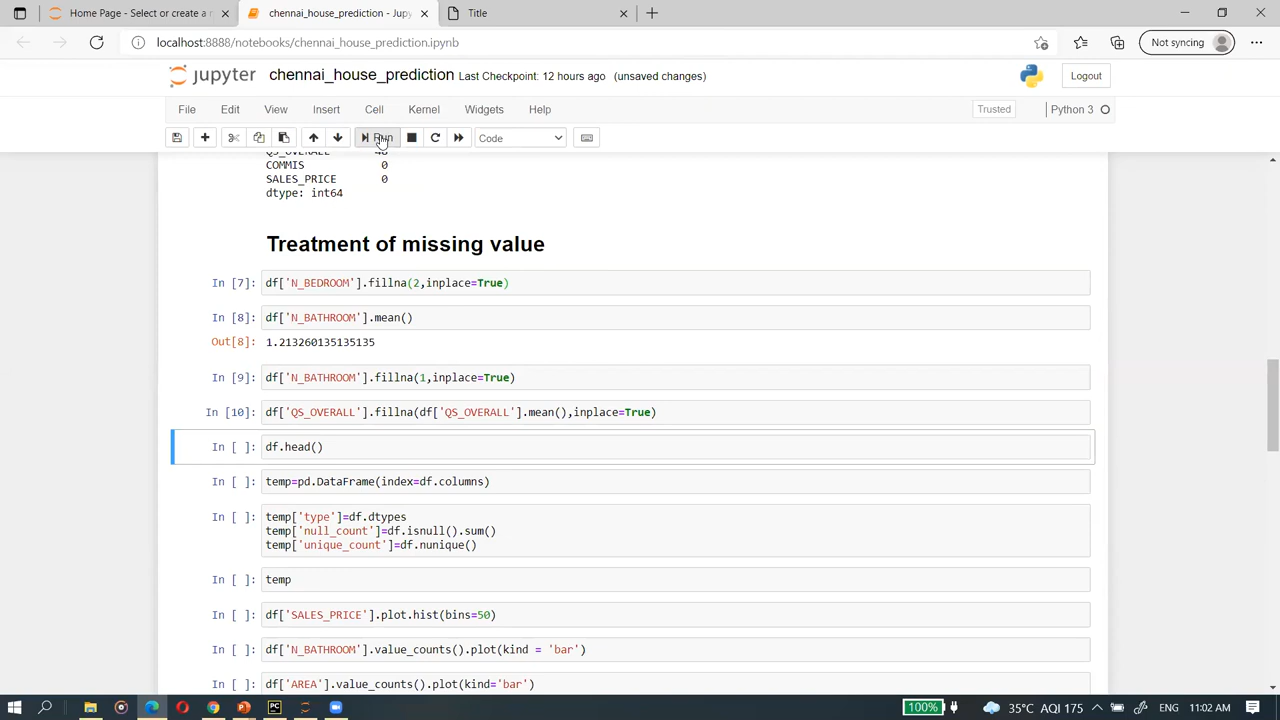 Home Page - Select or create a n
chennai_house_prediction - Jupy
Title
localhost:8888/notebooks/chennai_house_prediction.ipynb
Not syncing
jupyter chennai_house_prediction Last Checkpoint: 12 hours ago (unsaved changes)
Logout
File Edit View Insert Cell Kernel Widgets Help
Trusted
Python 3
Run
Code
QS_OVERALL 48
COMMIS 0
SALES_PRICE 0
dtype: int64
Treatment of missing value
In [7]: df['N_BEDROOM'].fillna(2,inplace=True)
In [8]: df['N_BATHROOM'].mean()
Out[8]: 1.213260135135135
In [9]: df['N_BATHROOM'].fillna(1,inplace=True)
In [10]: df['QS_OVERALL'].fillna(df['QS_OVERALL'].mean(),inplace=True)
In [ ]: df.head()
In [ ]: temp=pd.DataFrame(index=df.columns)
In [ ]: temp['type']=df.dtypes
temp['null_count']=df.isnull().sum()
temp['unique_count']=df.nunique()
In [ ]: temp
In [ ]: df['SALES_PRICE'].plot.hist(bins=50)
In [ ]: df['N_BATHROOM'].value_counts().plot(kind = 'bar')
In [ ]: df['AREA'].value_counts().plot(kind='bar')
PC
100%
35°C AQI 175
ENG
11:02 AM